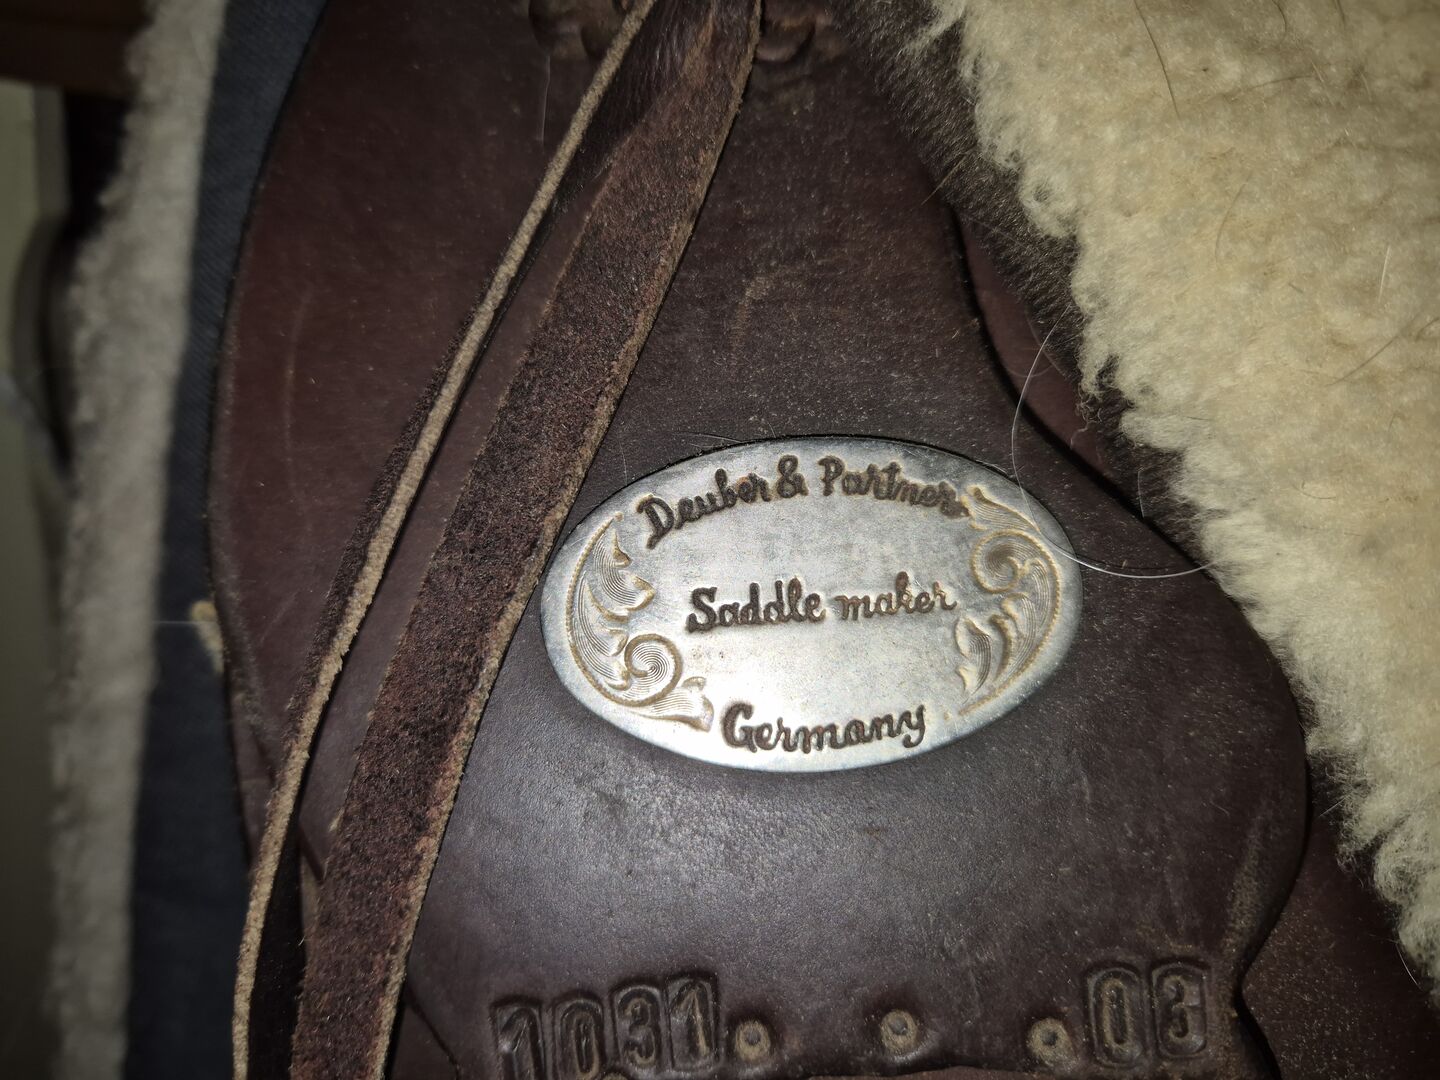 Deuber & Partner
Saddle maker
Germany
1031 • • • 03